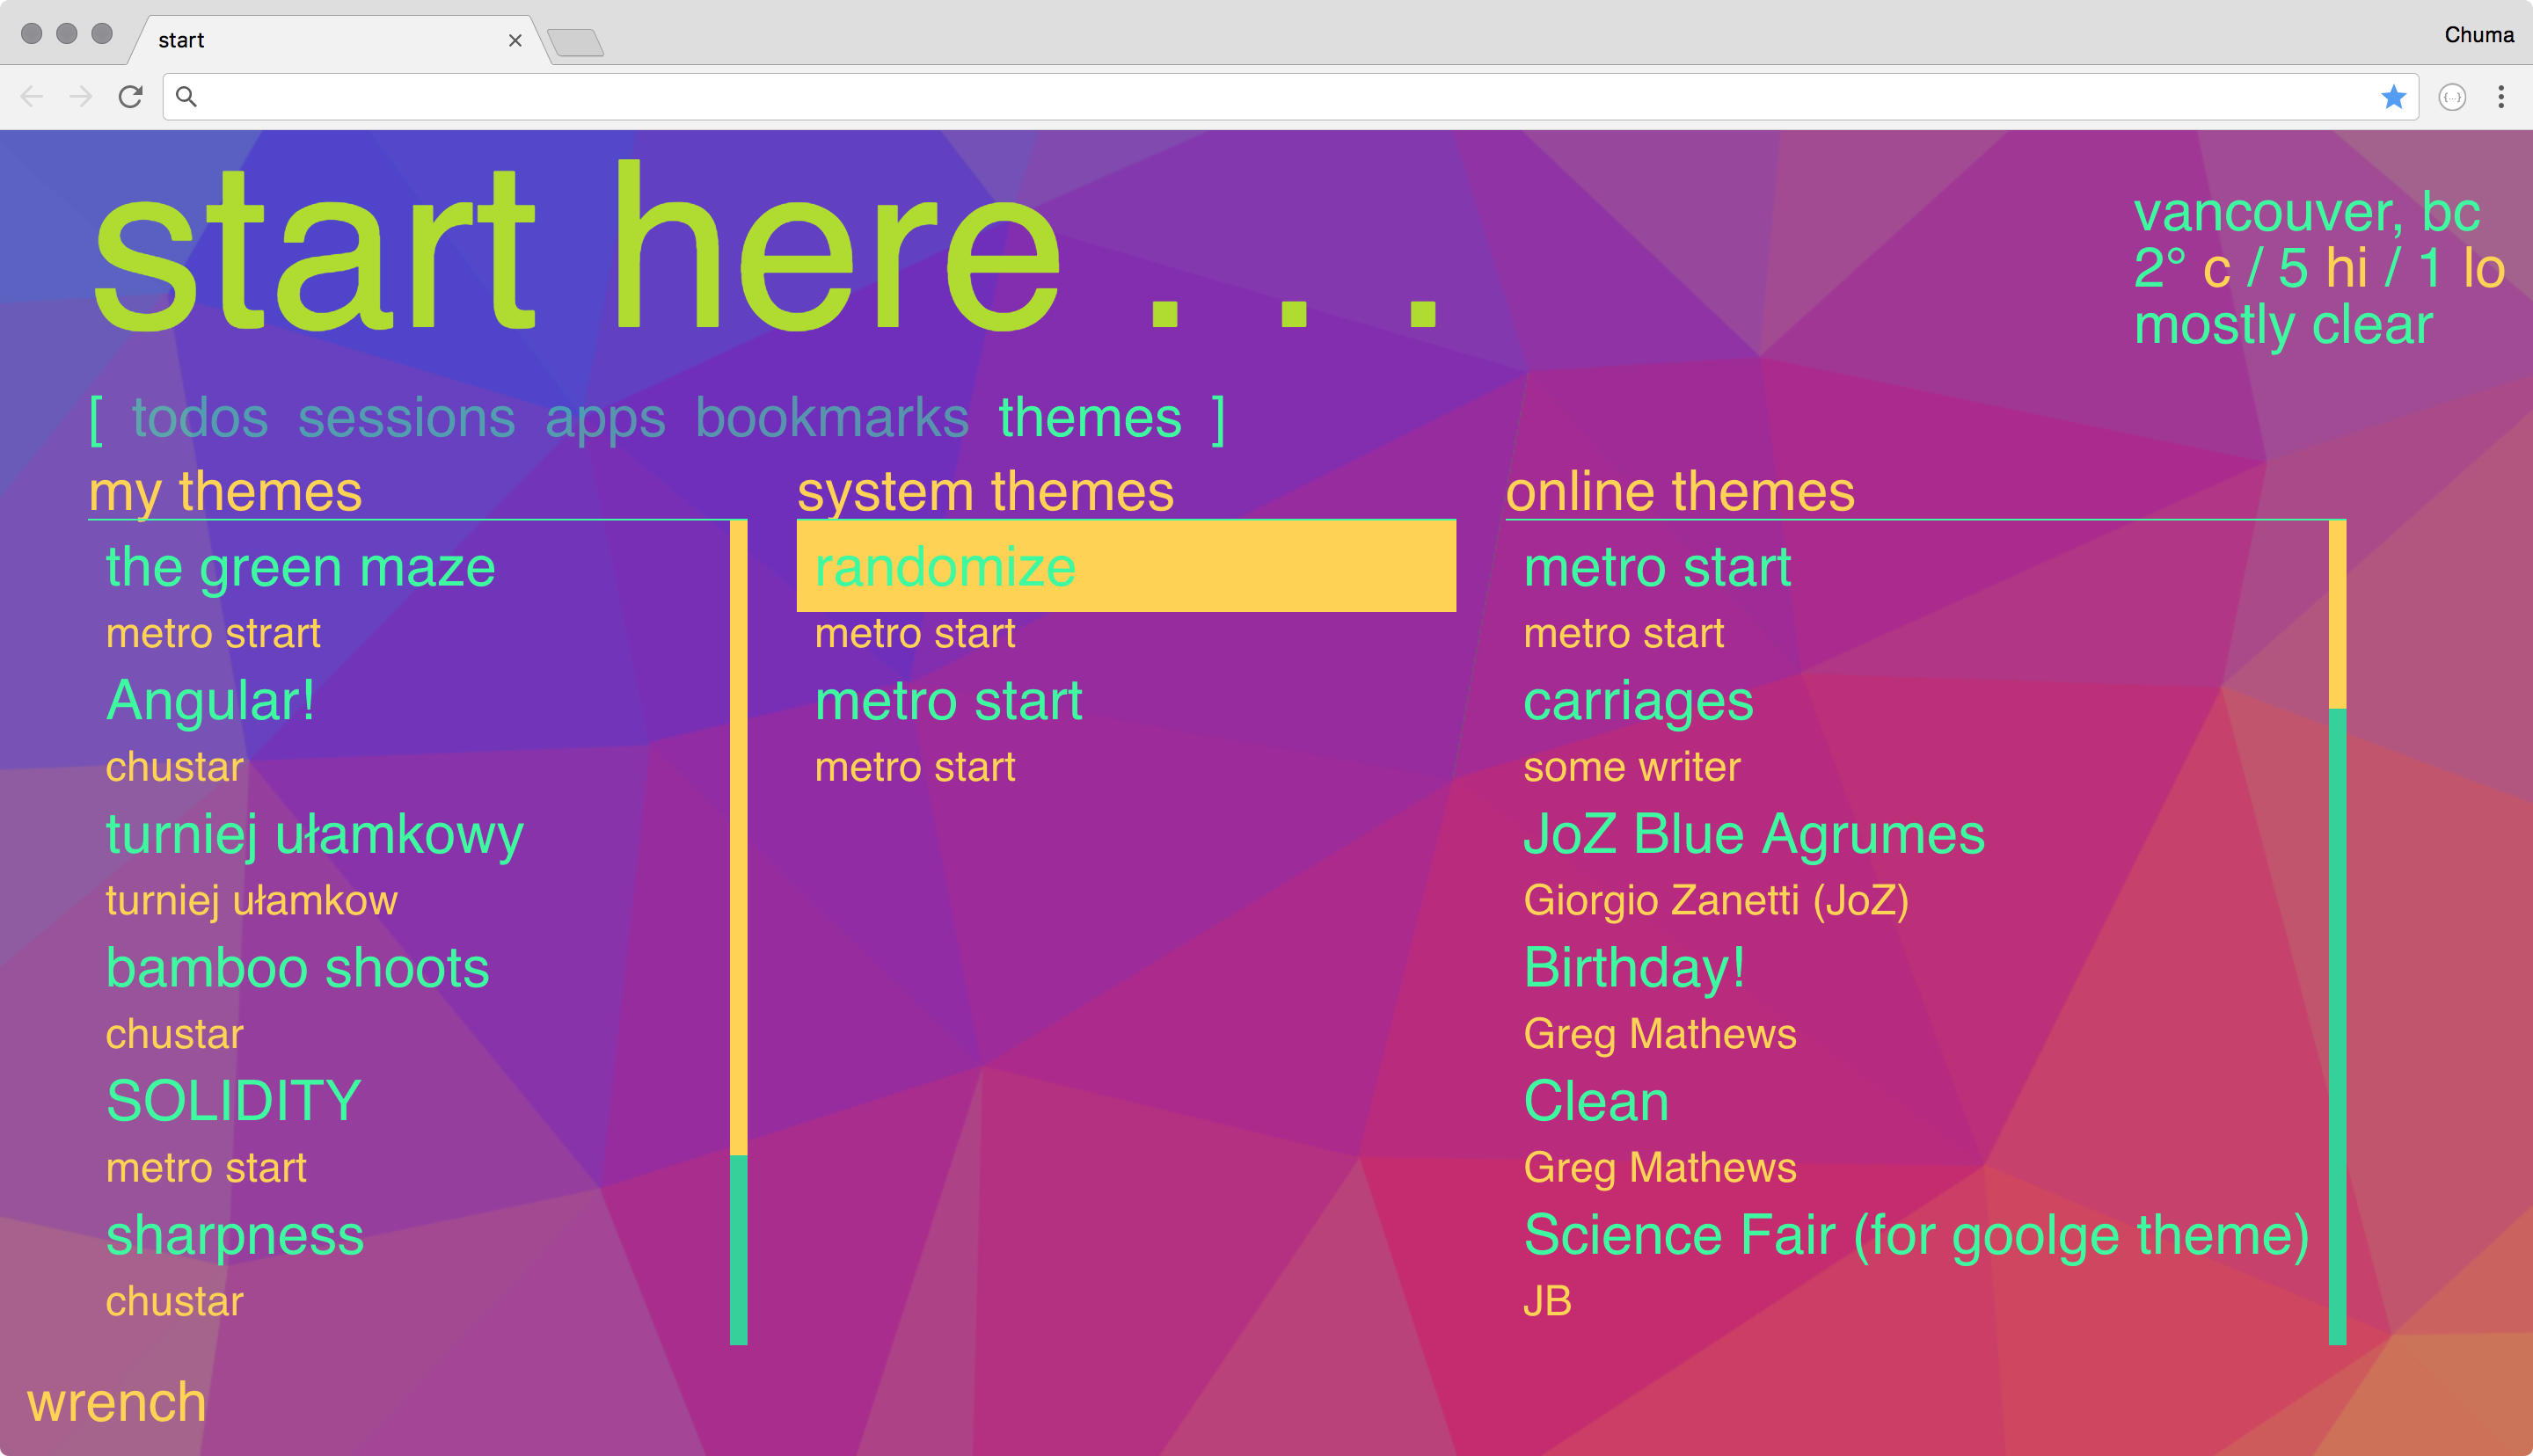 start
Chuma
start here . . .
vancouver, bc
2° c / 5 hi / 1 lo
mostly clear
[ todos sessions apps bookmarks themes ]
my themes
the green maze
metro strart
Angular!
chustar
turniej ułamkowy
turniej ułamkow
bamboo shoots
chustar
SOLIDITY
metro start
sharpness
chustar
system themes
randomize
metro start
metro start
metro start
online themes
metro start
metro start
carriages
some writer
JoZ Blue Agrumes
Giorgio Zanetti (JoZ)
Birthday!
Greg Mathews
Clean
Greg Mathews
Science Fair (for goolge theme)
JB
wrench